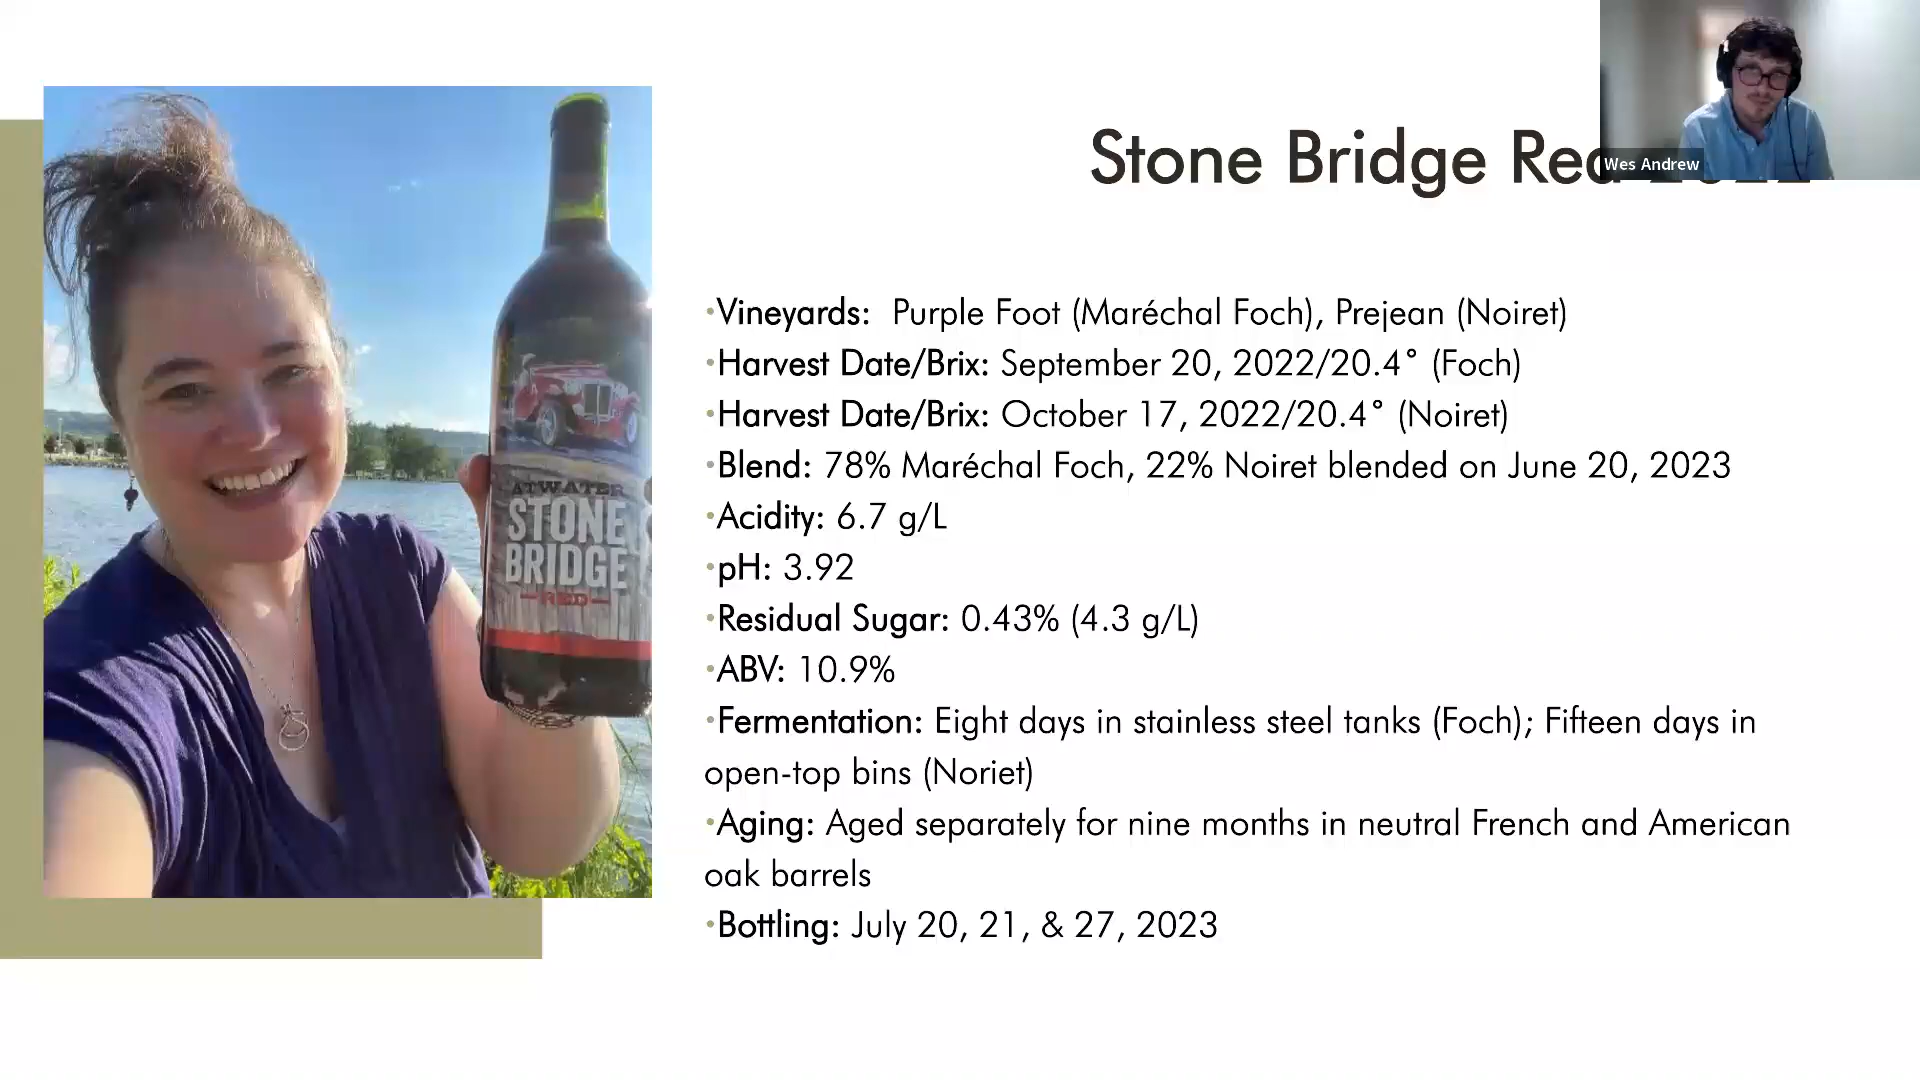 Stone Bridge Red 2022
Wes Andrew
ATWATER
STONE
BRIDGE
RED
•Vineyards:  Purple Foot (Maréchal Foch), Prejean (Noiret)
•Harvest Date/Brix: September 20, 2022/20.4° (Foch)
•Harvest Date/Brix: October 17, 2022/20.4° (Noiret)
•Blend: 78% Maréchal Foch, 22% Noiret blended on June 20, 2023
•Acidity: 6.7 g/L
•pH: 3.92
•Residual Sugar: 0.43% (4.3 g/L)
•ABV: 10.9%
•Fermentation: Eight days in stainless steel tanks (Foch); Fifteen days in
open-top bins (Noriet)
•Aging: Aged separately for nine months in neutral French and American
oak barrels
•Bottling: July 20, 21, & 27, 2023